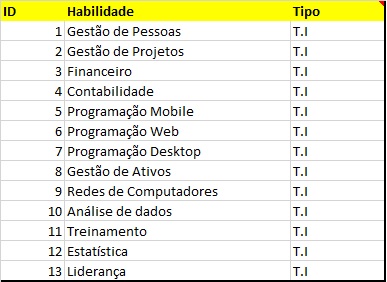 ID Habilidade Tipo
1 Gestão de Pessoas T.I
2 Gestão de Projetos T.I
3 Financeiro T.I
4 Contabilidade T.I
5 Programação Mobile T.I
6 Programação Web T.I
7 Programação Desktop T.I
8 Gestão de Ativos T.I
9 Redes de Computadores T.I
10 Análise de dados T.I
11 Treinamento T.I
12 Estatística T.I
13 Liderança T.I